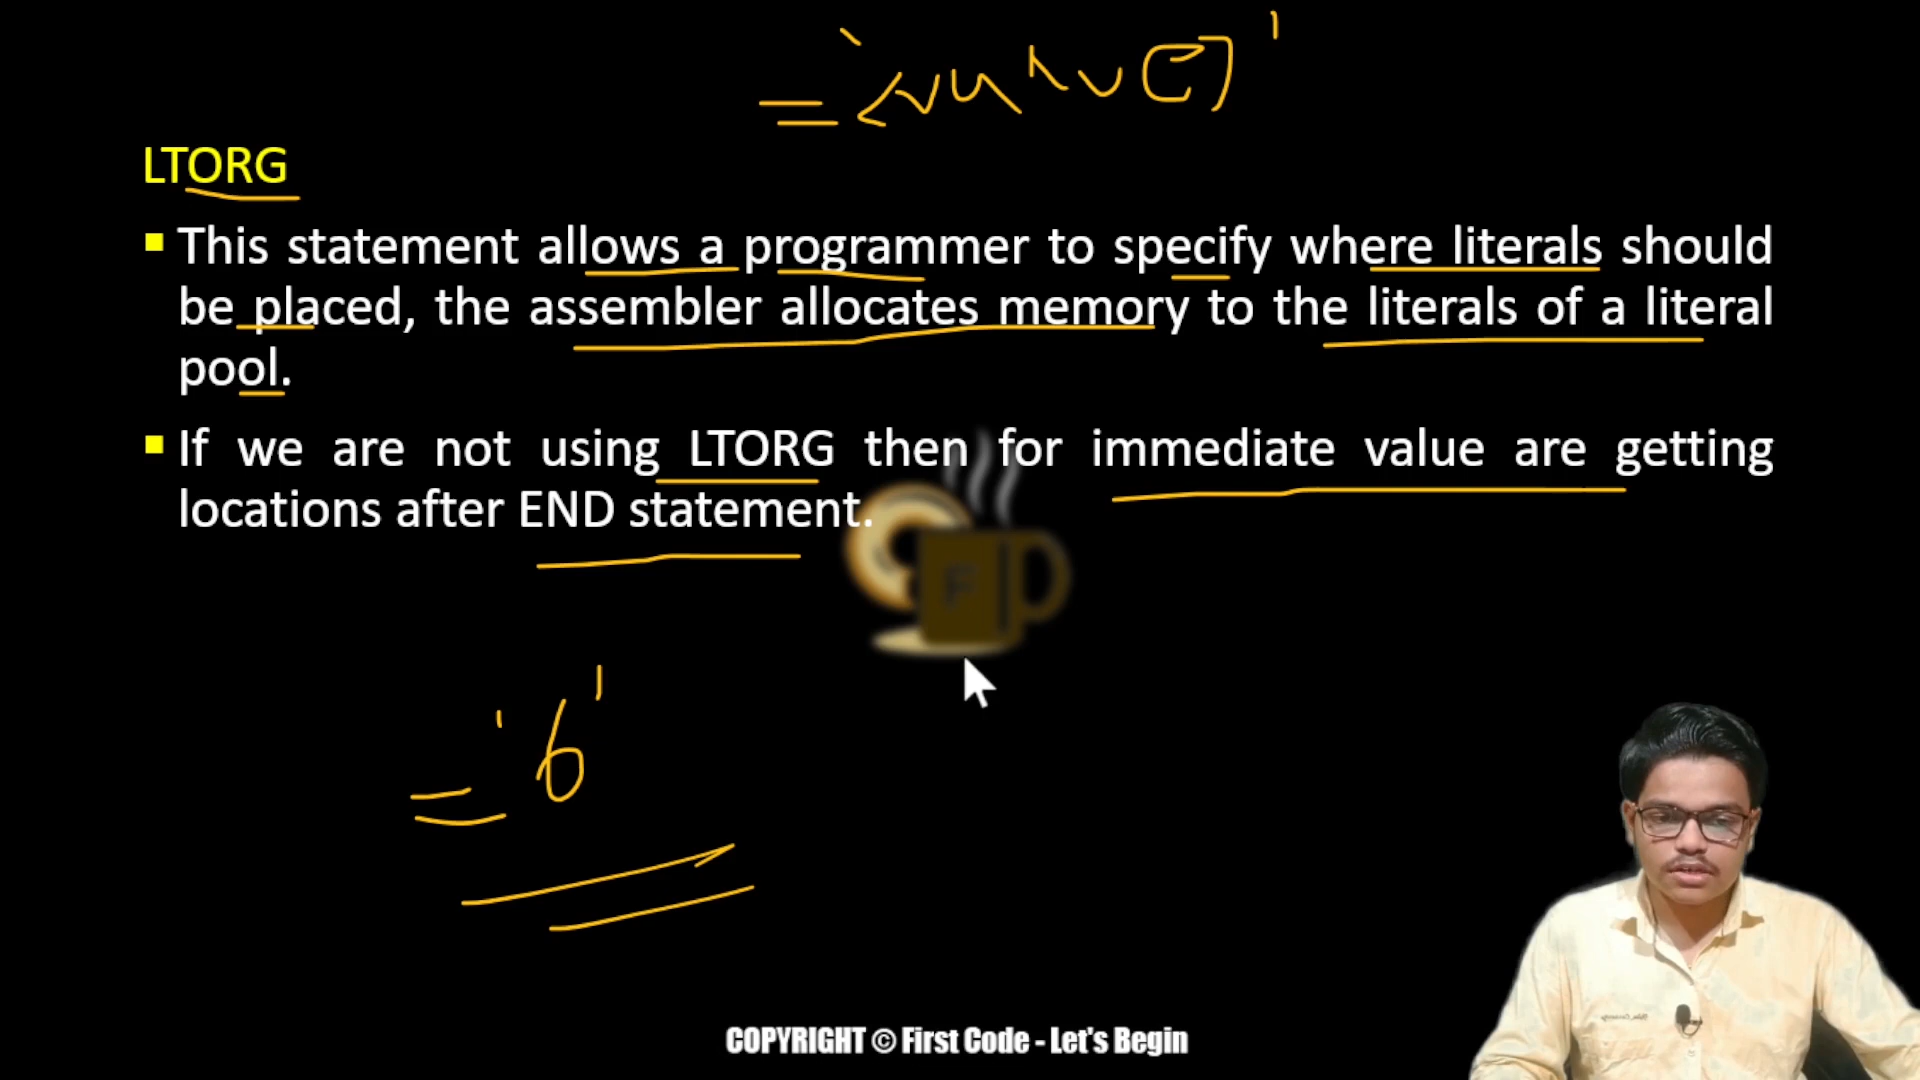 LTORG
This statement allows a programmer to specify where literals should
be placed, the assembler allocates memory to the literals of a literal
pool.
If we are not using LTORG then for immediate value are getting
locations after END statement.
F
= '6'
COPYRIGHT © First Code - Let's Begin